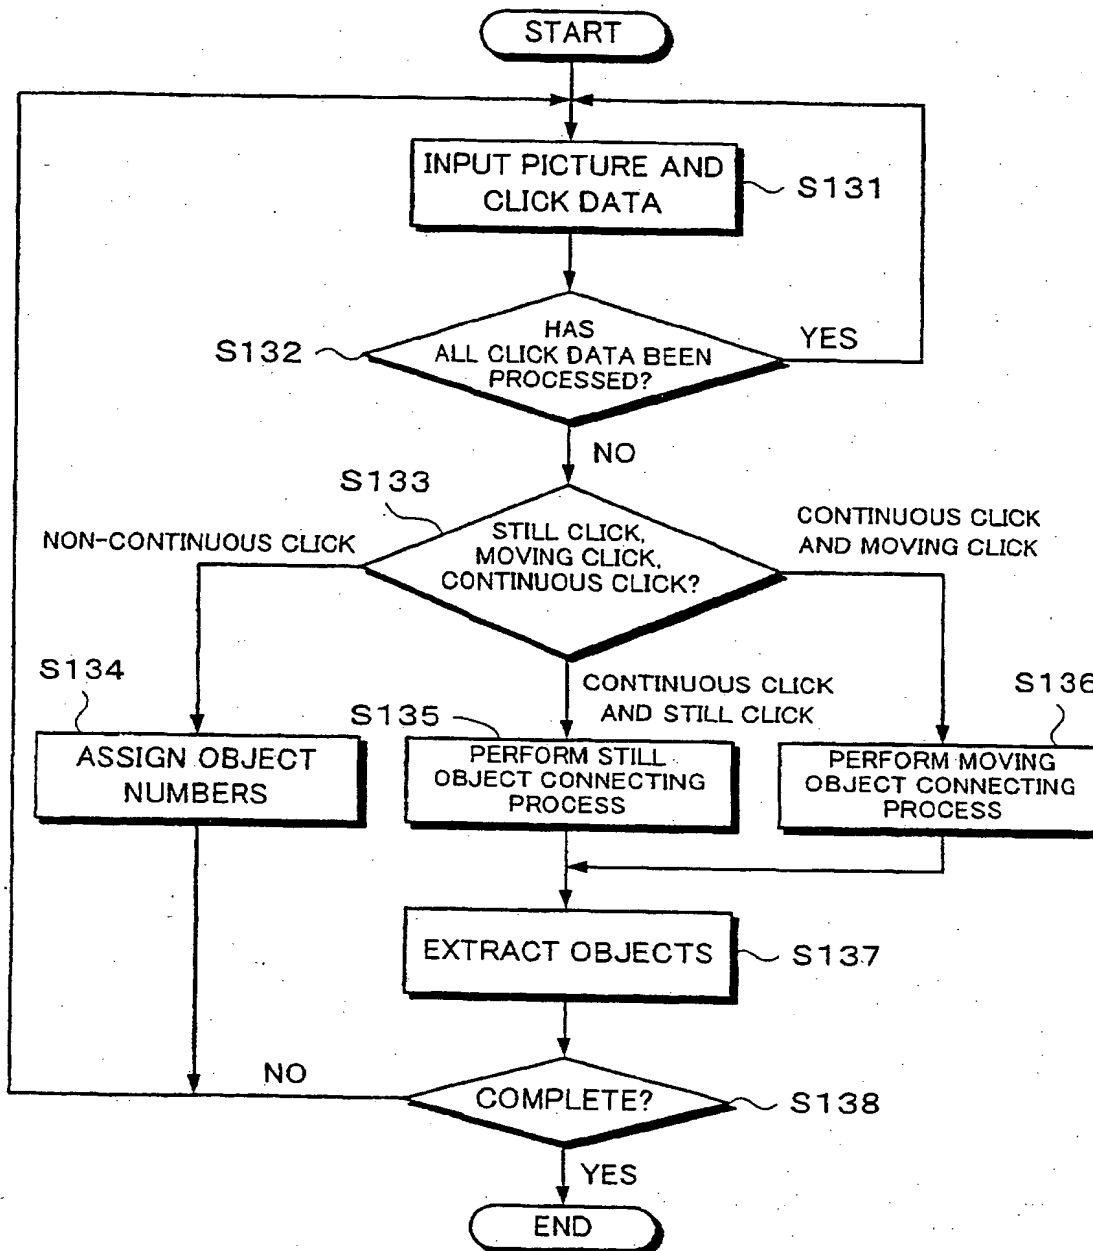 START
INPUT PICTURE AND
CLICK DATA
S131
HAS
ALL CLICK DATA BEEN
PROCESSED?
S132
YES
NO
S133
STILL CLICK,
MOVING CLICK,
CONTINUOUS CLICK?
NON-CONTINUOUS CLICK
CONTINUOUS CLICK
AND MOVING CLICK
CONTINUOUS CLICK
AND STILL CLICK
S134
ASSIGN OBJECT
NUMBERS
S135
PERFORM STILL
OBJECT CONNECTING
PROCESS
S136
PERFORM MOVING
OBJECT CONNECTING
PROCESS
EXTRACT OBJECTS
S137
NO
COMPLETE?
S138
YES
END